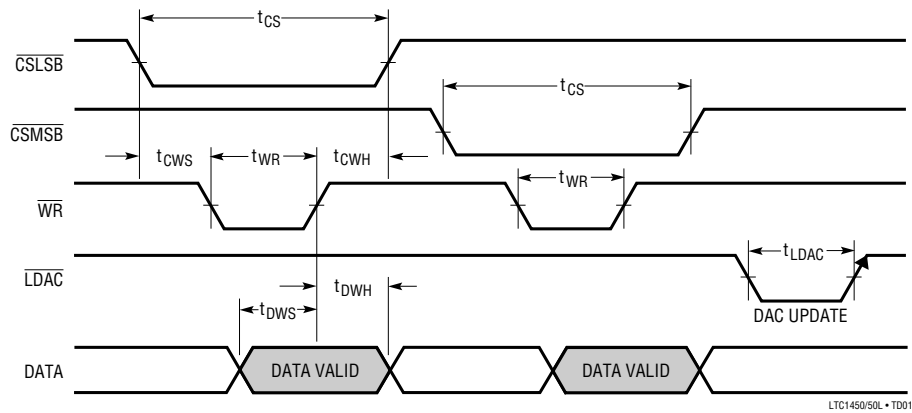 tCS
CSLSB
tCS
CSMSB
tCWS
tWR
tCWH
tWR
WR
tLDAC
LDAC
tDWH
tDWS
DAC UPDATE
DATA
DATA VALID
DATA VALID
LTC1450/50L • TD01